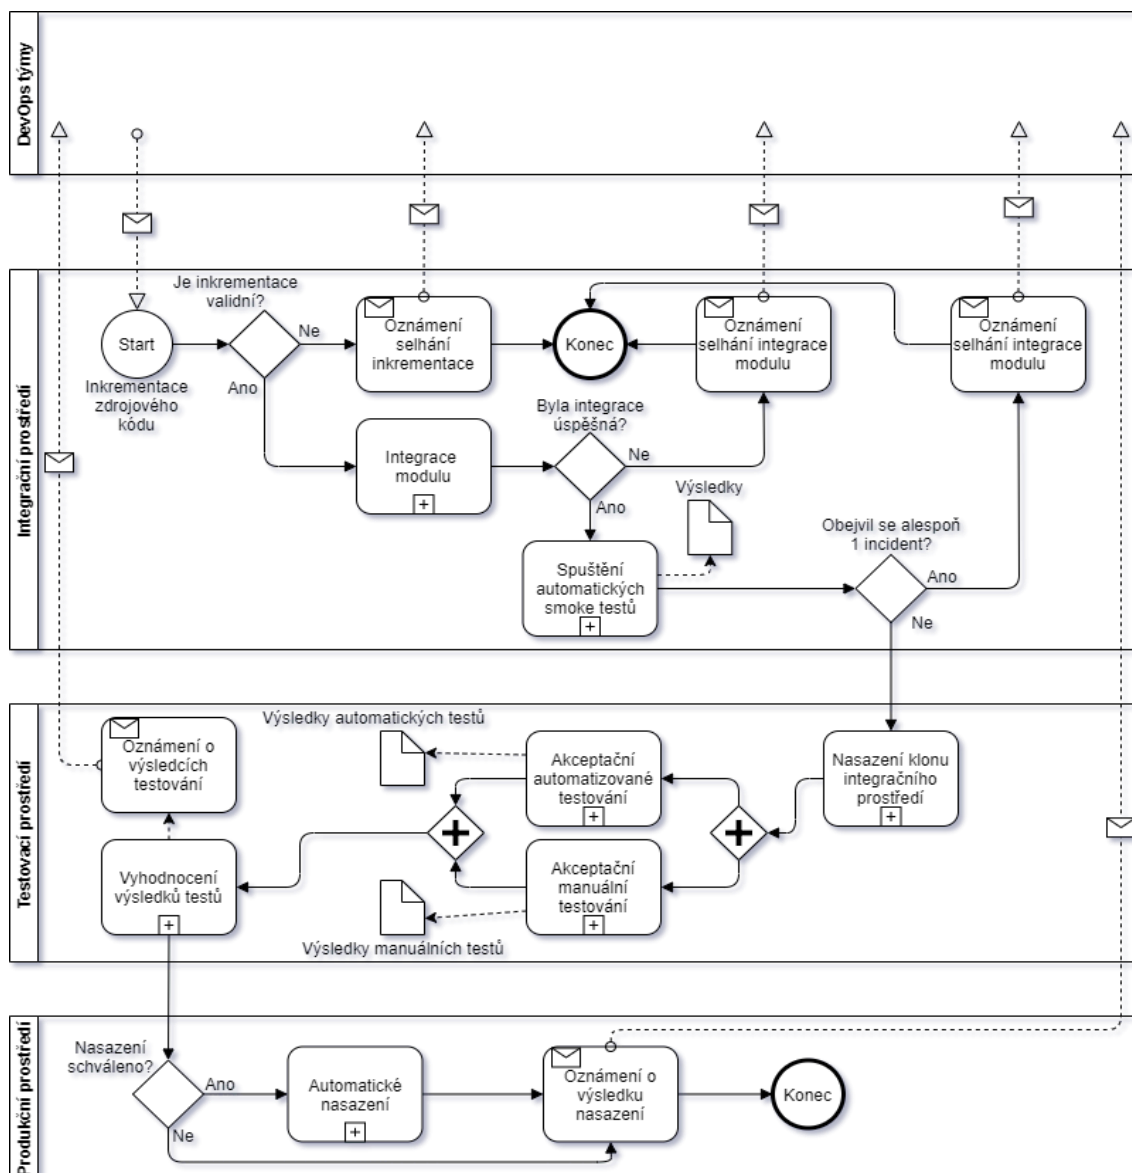 DevOps týmy
Integrační prostředí
Je inkrementace
validní?
Start
Inkrementace
zdrojového
kódu
Ne
Ano
Oznámení
selhání
inkrementace
Konec
Oznámení
selhání integrace
modulu
Oznámení
selhání integrace
modulu
Integrace
modulu
Byla integrace
úspěšná?
Ne
Ano
Výsledky
Spuštění
automatických
smoke testů
Obejvil se alespoň
1 incident?
Ano
Ne
Testovací prostředí
Oznámení o
výsledcích
testování
Výsledky automatických testů
Akceptační
automatizované
testování
Nasazení klonu
integračního
prostředí
Vyhodnocení
výsledků testů
Akceptační
manuální
testování
Výsledky manuálních testů
Produkční prostředí
Nasazení
schváleno?
Ano
Ne
Automatické
nasazení
Oznámení o
výsledku
nasazení
Konec